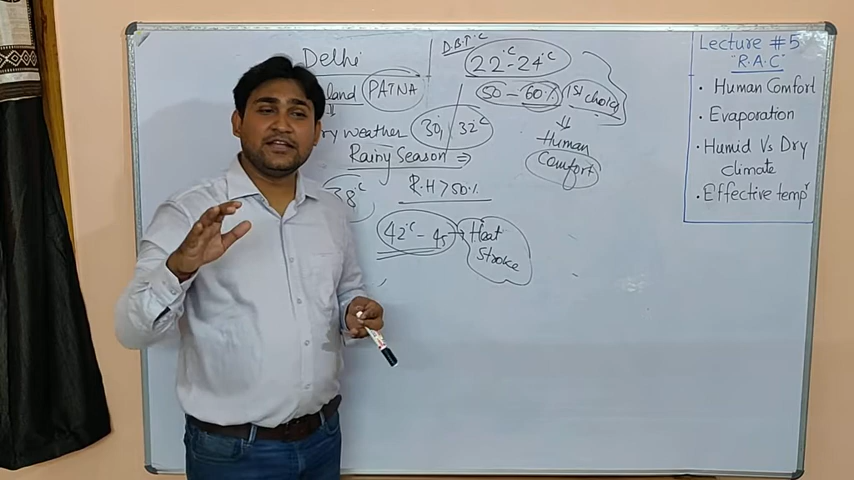 Delhi
land PATNA
ry weather 30, 32°C
Rainy Season ⇒
38°C R.H > 50%
42°C - 45 → Heat
Stroke
D.B.T °C
22°C - 24°C
50 - 60% 1st choice
Human
Comfort
Lecture #5
"R.A.C"
• Human Comfort
• Evaporation
• Humid Vs Dry
Climate
• Effective temp^r